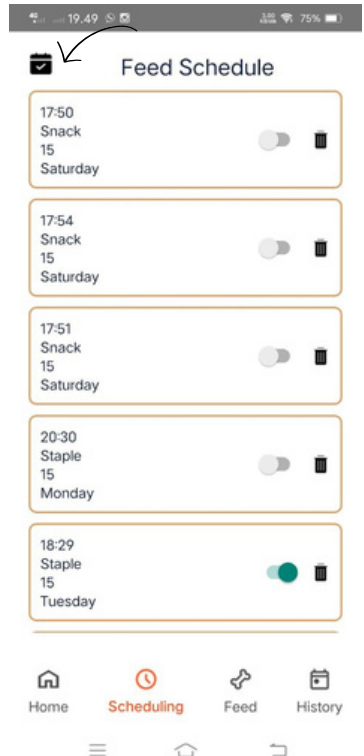 19.49 75%
Feed Schedule
17:50
Snack
15
Saturday
17:54
Snack
15
Saturday
17:51
Snack
15
Saturday
20:30
Staple
15
Monday
18:29
Staple
15
Tuesday
Home Scheduling Feed History